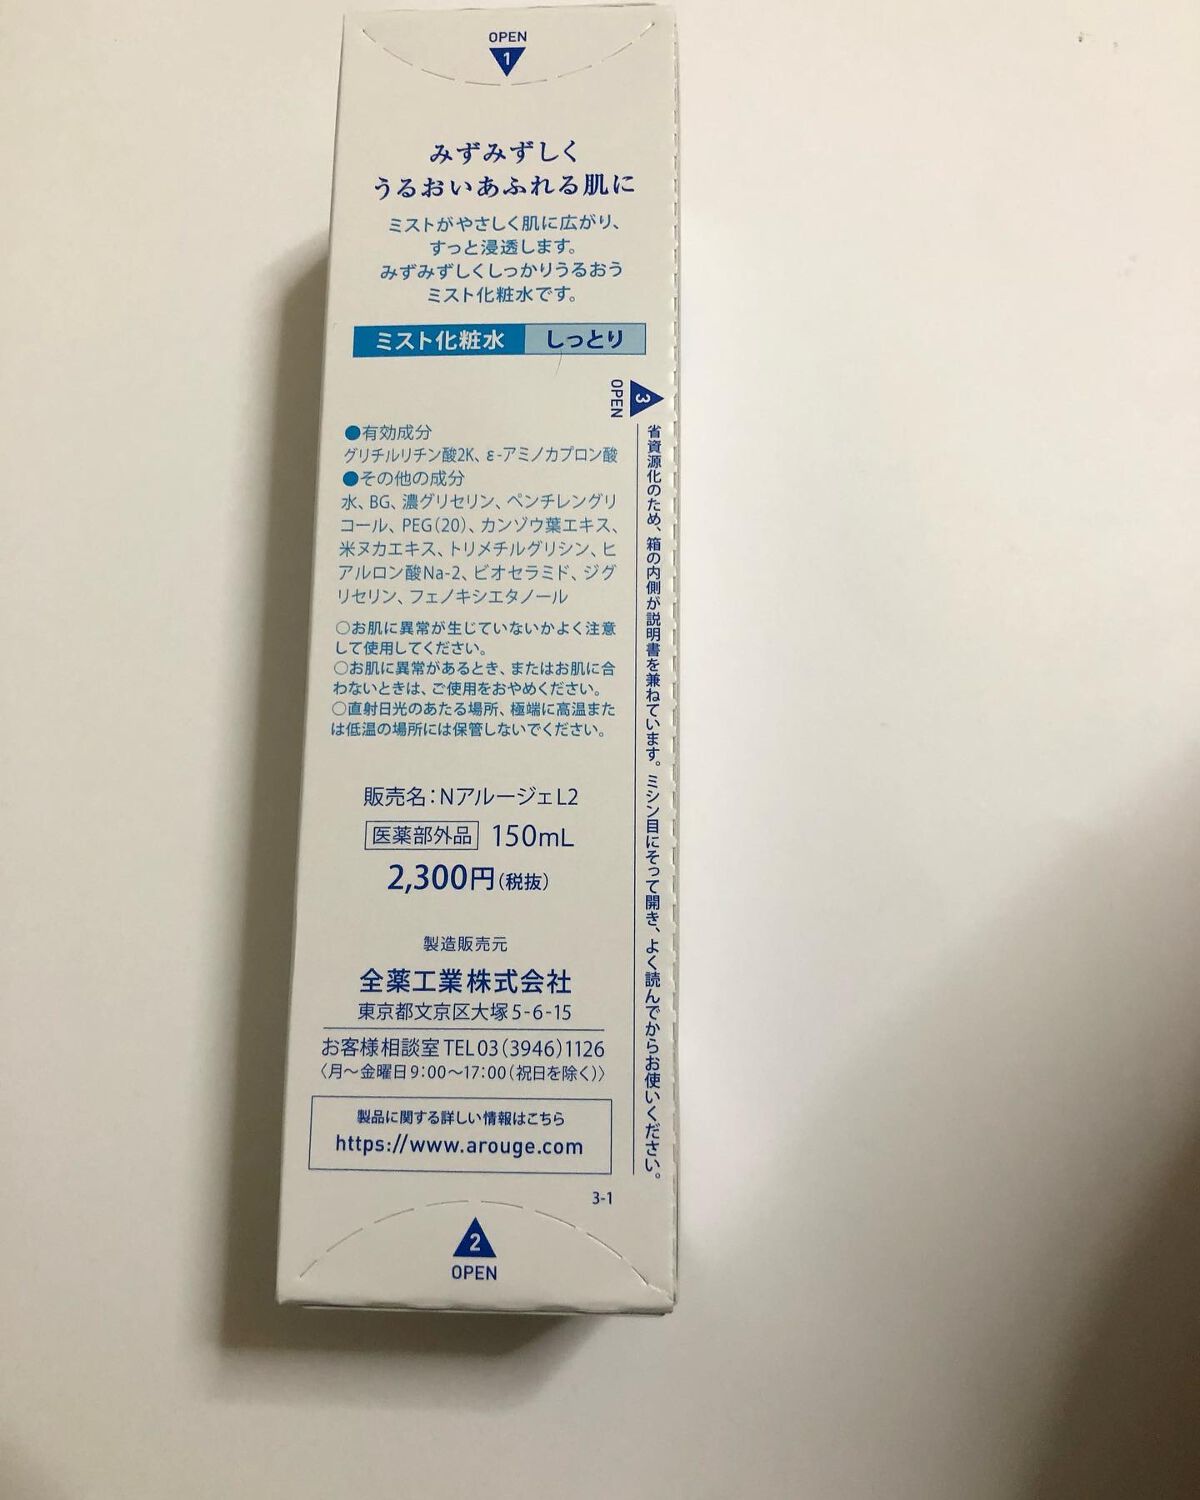 OPEN
1
みずみずしく
うるおいあふれる肌に
ミストがやさしく肌に広がり、
すっと浸透します。
みずみずしくしっかりうるおう
ミスト化粧水です。
ミスト化粧水 しっとり
3
OPEN
●有効成分
グリチルリチン酸2K、ε-アミノカプロン酸
●その他の成分
水、BG、濃グリセリン、ペンチレングリ
コール、PEG(20)、カンゾウ葉エキス、
米ヌカエキス、トリメチルグリシン、ヒ
アルロン酸Na-2、ビオセラミド、ジグ
リセリン、フェノキシエタノール
○お肌に異常が生じていないかよく注意
して使用してください。
○お肌に異常があるとき、またはお肌に合
わないときは、ご使用をおやめください。
○直射日光のあたる場所、極端に高温また
は低温の場所には保管しないでください。
省資源化のため、箱の内側が説明書を兼ねています。ミシン目にそって開き、よく読んでからお使いください。
販売名：NアルージェL2
医薬部外品 150mL
2,300円(税抜)
製造販売元
全薬工業株式会社
東京都文京区大塚5-6-15
お客様相談室 TEL 03(3946)1126
〈月～金曜日9:00～17:00(祝日を除く)〉
製品に関する詳しい情報はこちら
https://www.arouge.com
3-1
2
OPEN